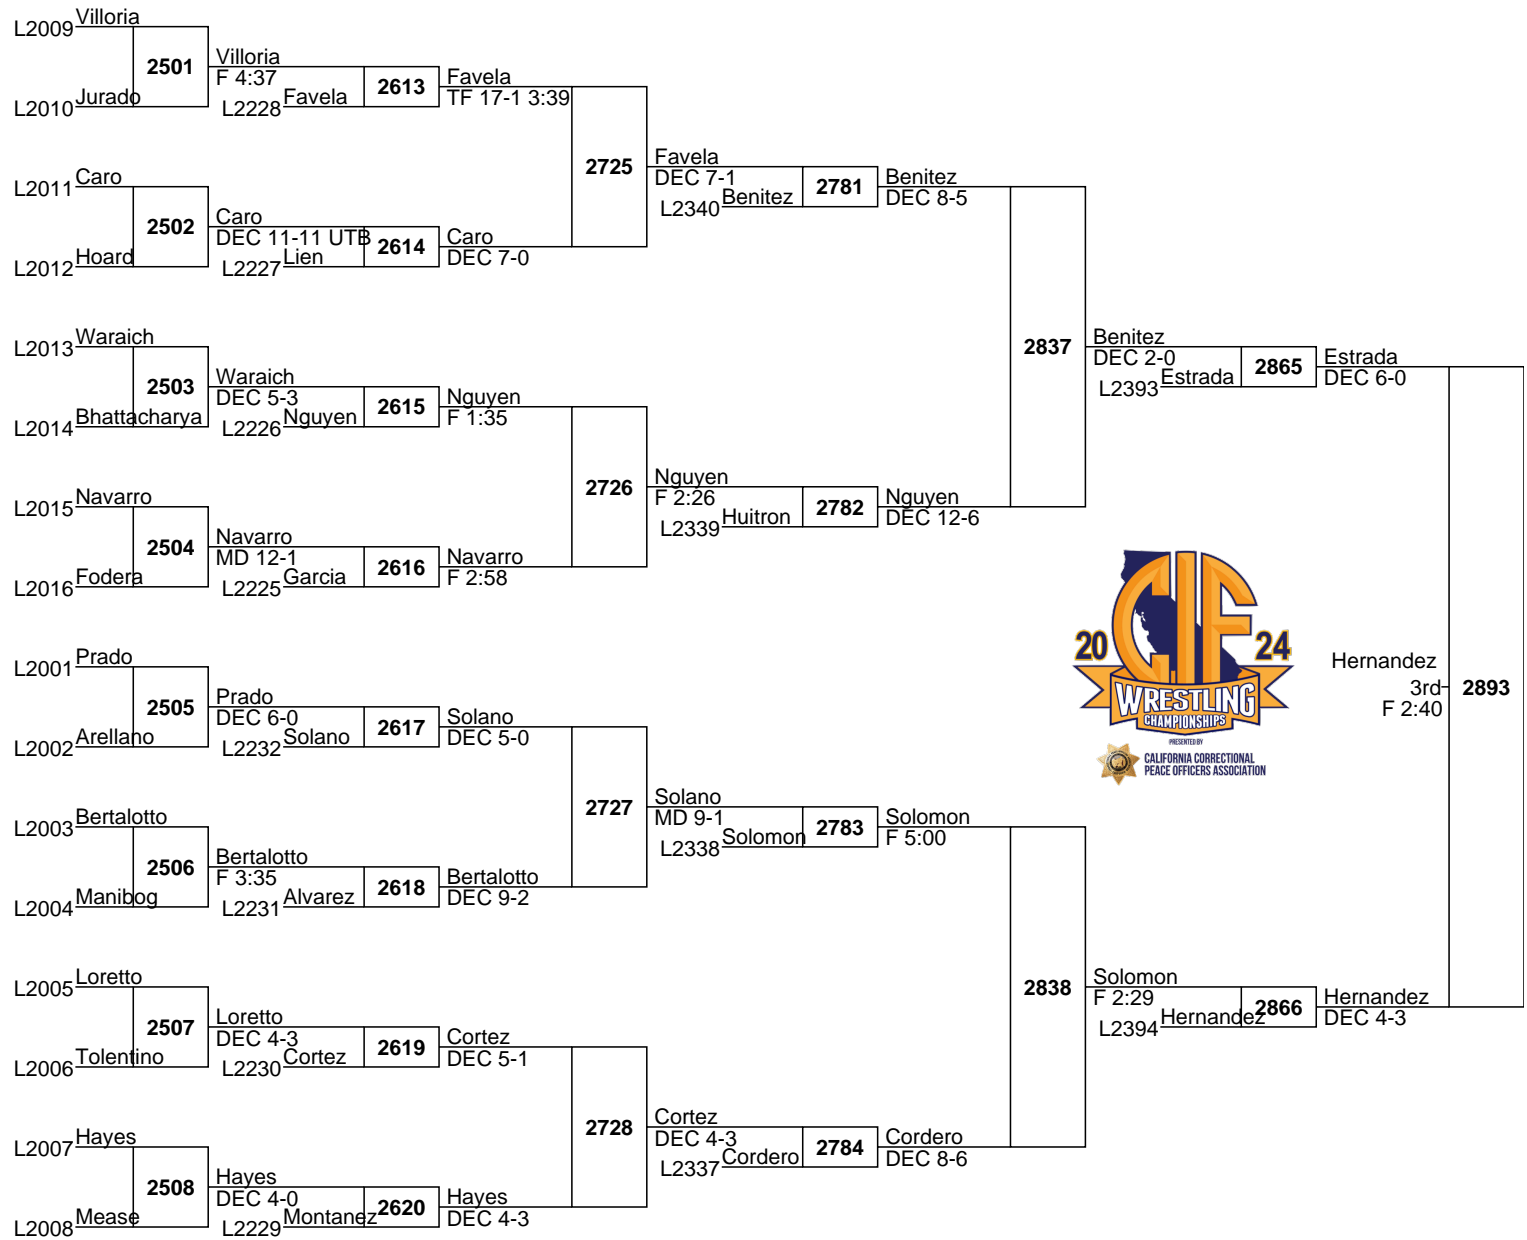 Villoria
L2009
2501
Villoria
F 4:37
Jurado
L2010
L2228
Favela
2613
Favela
TF 17-1 3:39
2725
Favela
DEC 7-1
L2340
Benitez
2781
Benitez
DEC 8-5
Caro
L2011
2502
Caro
DEC 11-11 UTB
Hoard
L2012
L2227
Lien
2614
Caro
DEC 7-0
Waraich
L2013
2503
Waraich
DEC 5-3
Bhattacharya
L2014
L2226
Nguyen
2615
Nguyen
F 1:35
2837
Benitez
DEC 2-0
L2393
Estrada
2865
Estrada
DEC 6-0
Navarro
L2015
2504
Navarro
MD 12-1
Fodera
L2016
L2225
Garcia
2616
Navarro
F 2:58
2726
Nguyen
F 2:26
L2339
Huitron
2782
Nguyen
DEC 12-6
20
CIF
24
WRESTLING
CHAMPIONSHIPS
PRESENTED BY
CALIFORNIA CORRECTIONAL
PEACE OFFICERS ASSOCIATION
Hernandez
3rd
F 2:40
2893
Prado
L2001
2505
Prado
DEC 6-0
Arellano
L2002
L2232
Solano
2617
Solano
DEC 5-0
2727
Solano
MD 9-1
L2338
Solomon
2783
Solomon
F 5:00
Bertalotto
L2003
2506
Bertalotto
F 3:35
Manibog
L2004
L2231
Alvarez
2618
Bertalotto
DEC 9-2
Loretto
L2005
2507
Loretto
DEC 4-3
Tolentino
L2006
L2230
Cortez
2619
Cortez
DEC 5-1
2838
Solomon
F 2:29
L2394
Hernandez
2866
Hernandez
DEC 4-3
Hayes
L2007
2508
Hayes
DEC 4-0
Mease
L2008
L2229
Montanez
2620
Hayes
DEC 4-3
2728
Cortez
DEC 4-3
L2337
Cordero
2784
Cordero
DEC 8-6